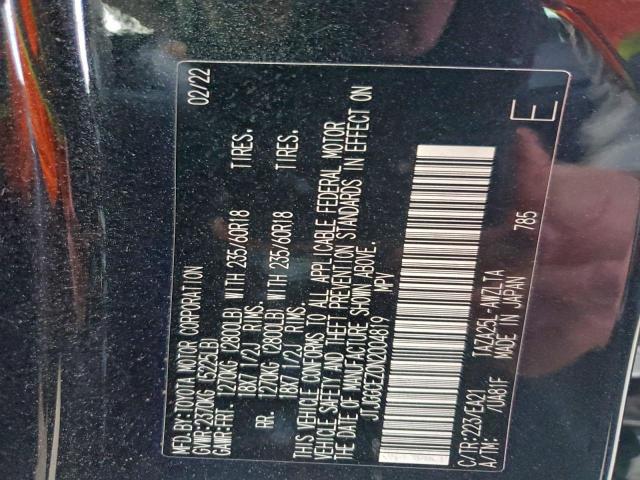 MFD.BY:TOYOTA MOTOR CORPORATION 02/22
GVWR:2370KG( 5225LB)
GAWR:FRT. 1270KG (2800LB) WITH 235/60R18 TIRES.
18X7 1/2J RIMS.
RR. 1270KG (2800LB) WITH 235/60R18 TIRES.
18X7 1/2J RIMS.
THIS VEHICLE CONFORMS TO ALL APPLICABLE FEDERAL MOTOR
VEHICLE SAFETY AND THEFT PREVENTION STANDARDS IN EFFECT ON
THE DATE OF MANUFACTURE SHOWN ABOVE.
MPV
C/TR:223/EA21
A/TM: /UA81F MADE IN JAPAN 785
E